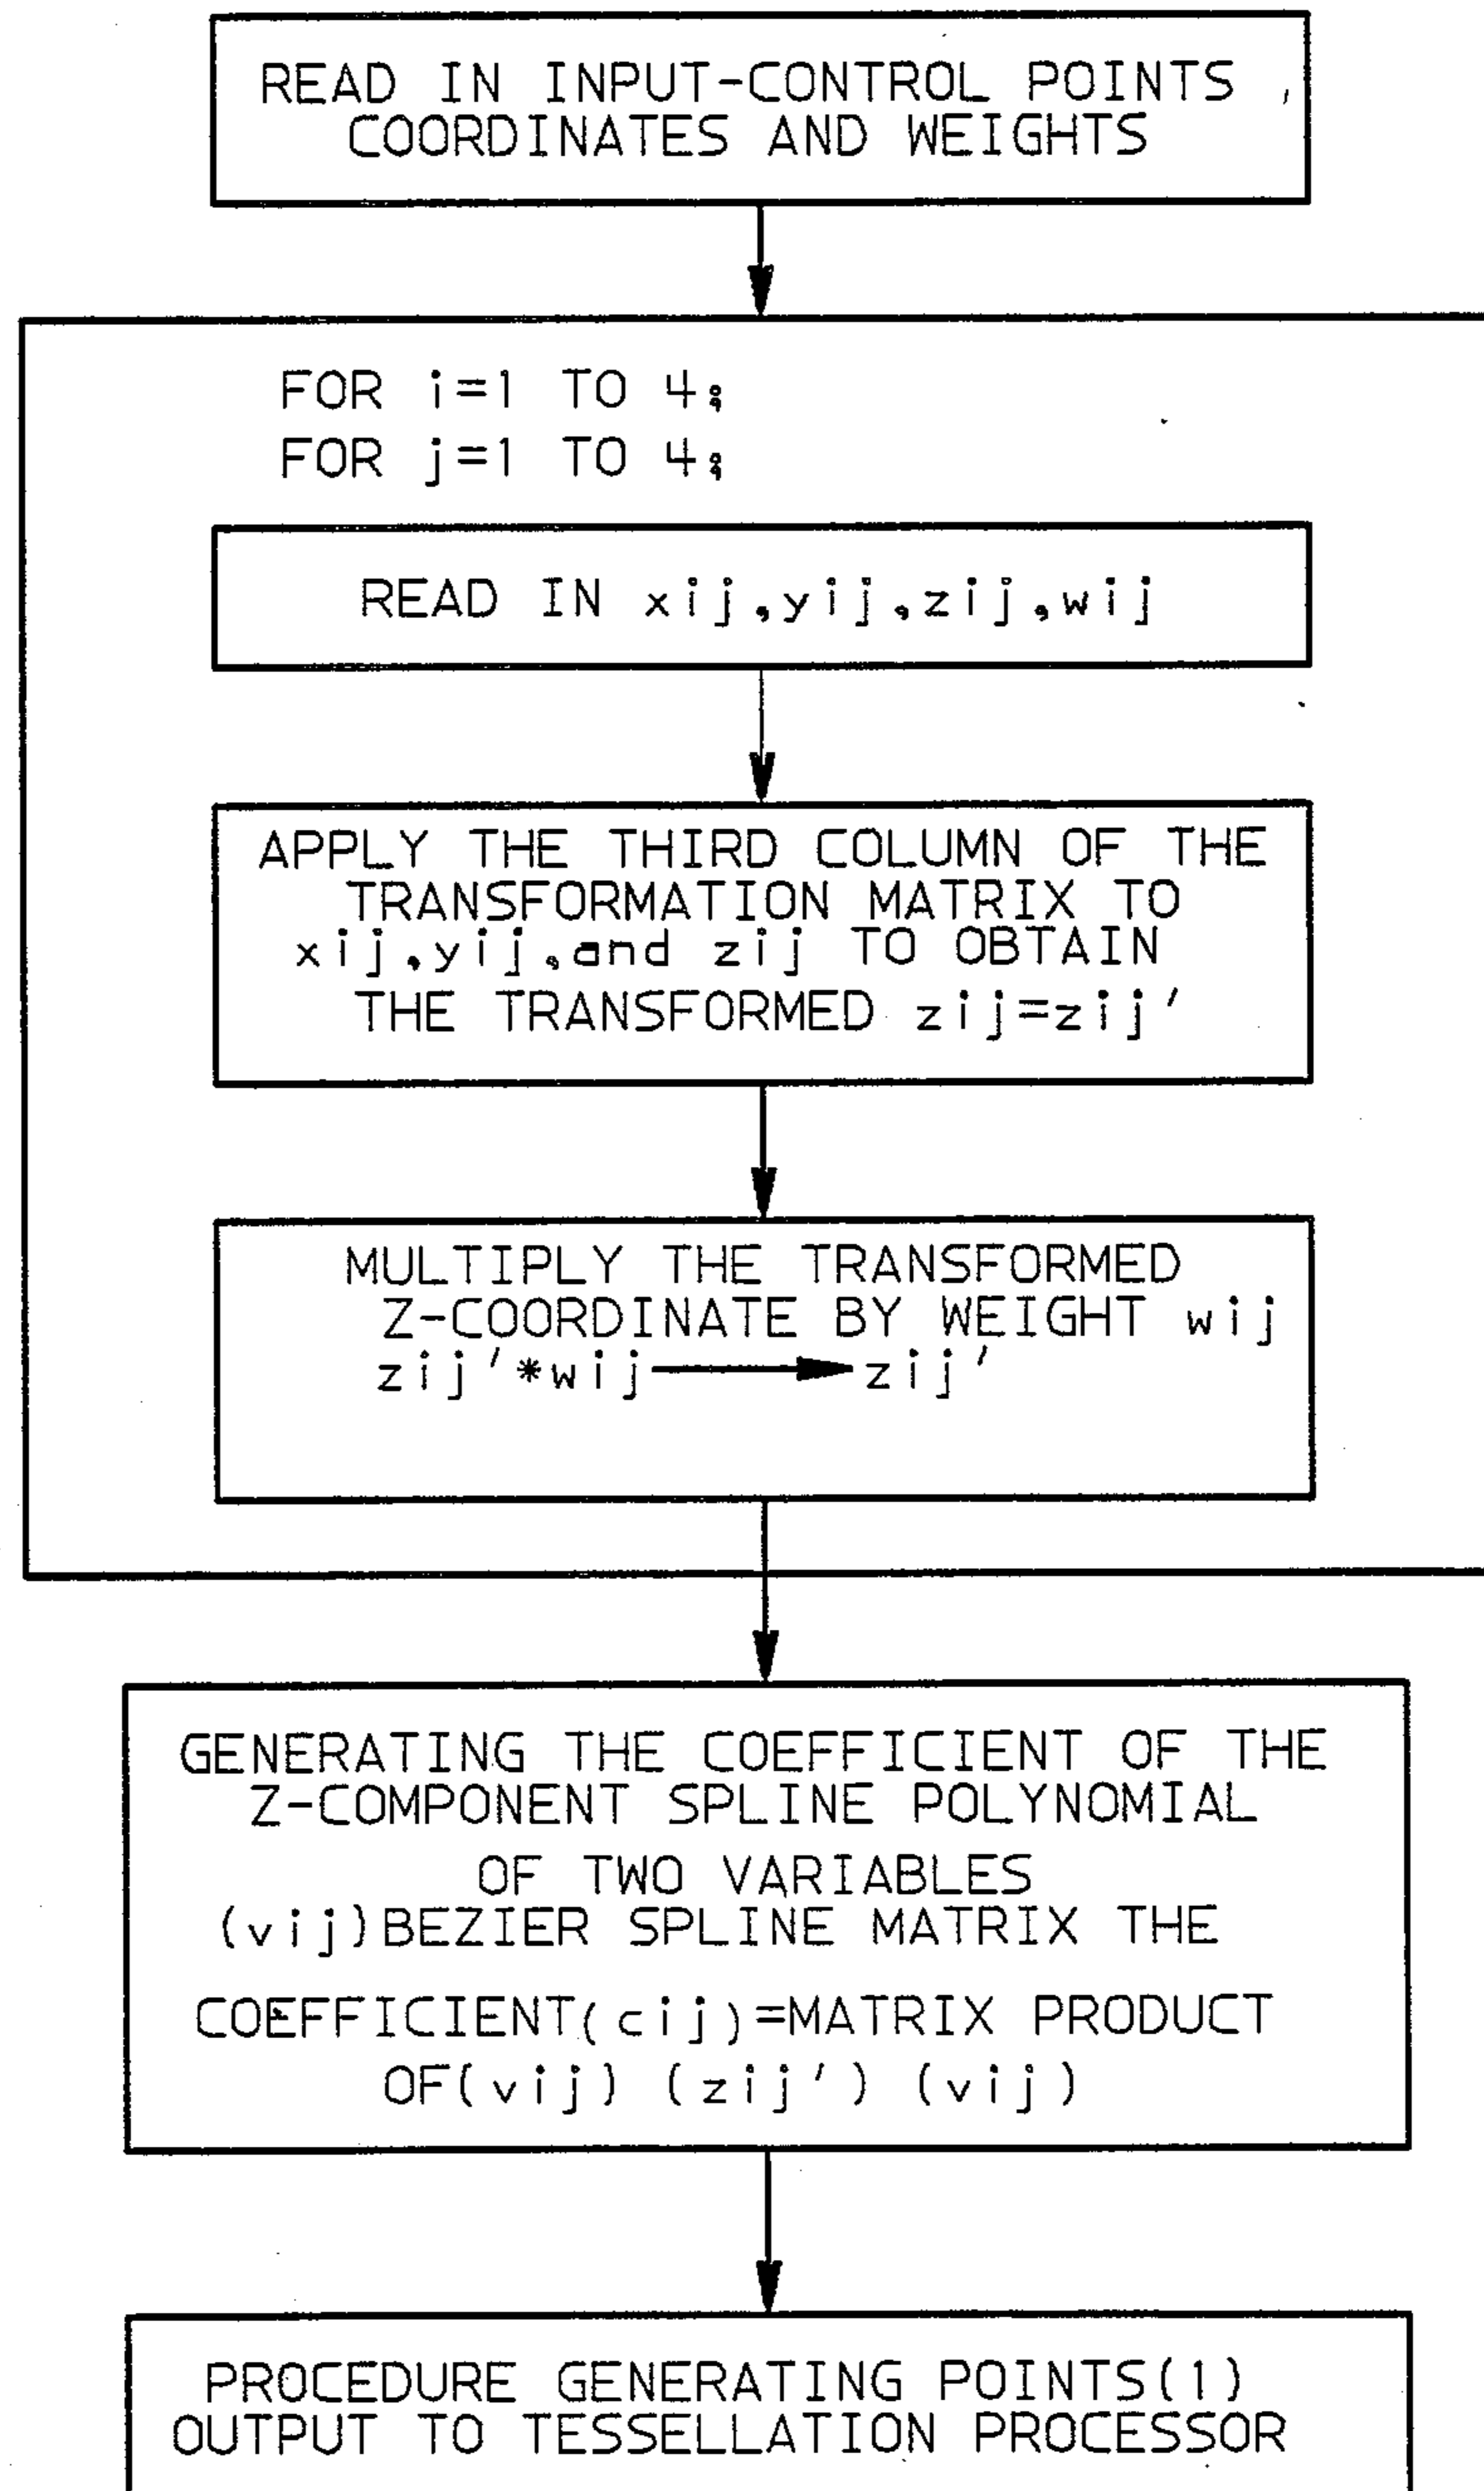 READ IN INPUT-CONTROL POINTS
COORDINATES AND WEIGHTS
FOR i=1 TO 4;
FOR j=1 TO 4;
READ IN xij,yij,zij,wij
APPLY THE THIRD COLUMN OF THE
TRANSFORMATION MATRIX TO
xij,yij,and zij TO OBTAIN
THE TRANSFORMED zij=zij'
MULTIPLY THE TRANSFORMED
Z-COORDINATE BY WEIGHT wij
zij'*wij→zij'
GENERATING THE COEFFICIENT OF THE
Z-COMPONENT SPLINE POLYNOMIAL
OF TWO VARIABLES
(vij)BEZIER SPLINE MATRIX THE
COEFFICIENT(cij)=MATRIX PRODUCT
OF(vij) (zij') (vij)
PROCEDURE GENERATING POINTS(1)
OUTPUT TO TESSELLATION PROCESSOR